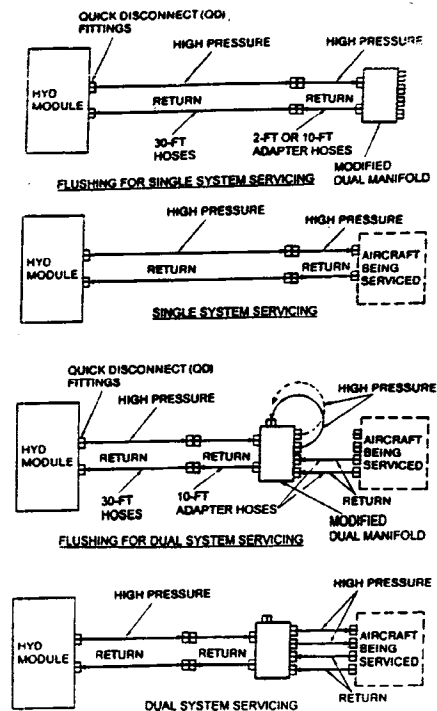 QUICK DISCONNECT (QD)
FITTINGS
HIGH PRESSURE
HIGH PRESSURE
HYD
MODULE
RETURN
RETURN
30-FT
HOSES
2-FT OR 10-FT
ADAPTER HOSES
MODIFIED
DUAL MANIFOLD
FLUSHING FOR SINGLE SYSTEM SERVICING
HIGH PRESSURE
HIGH PRESSURE
HYD
MODULE
RETURN
RETURN
AIRCRAFT
BEING
SERVICED
SINGLE SYSTEM SERVICING
QUICK DISCONNECT (QD)
FITTINGS
HIGH PRESSURE
HIGH PRESSURE
HYD
MODULE
RETURN
RETURN
AIRCRAFT
BEING
SERVICED
30-FT
HOSES
10-FT
ADAPTER HOSES
RETURN
MODIFIED
DUAL MANIFOLD
FLUSHING FOR DUAL SYSTEM SERVICING
HIGH PRESSURE
HIGH PRESSURE
HYD
MODULE
RETURN
RETURN
AIRCRAFT
BEING
SERVICED
RETURN
DUAL SYSTEM SERVICING